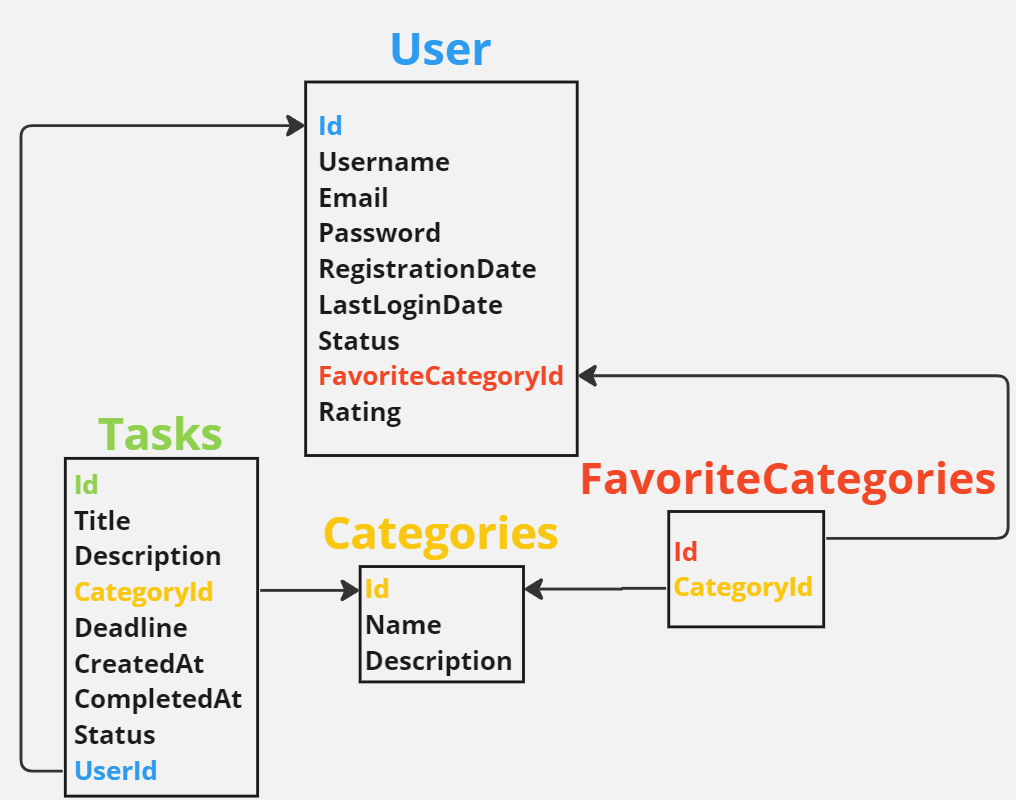 User
Id
Username
Email
Password
RegistrationDate
LastLoginDate
Status
FavoriteCategoryId
Rating
Tasks
Id
Title
Description
CategoryId
Deadline
CreatedAt
CompletedAt
Status
UserId
Categories
Id
Name
Description
FavoriteCategories
Id
CategoryId